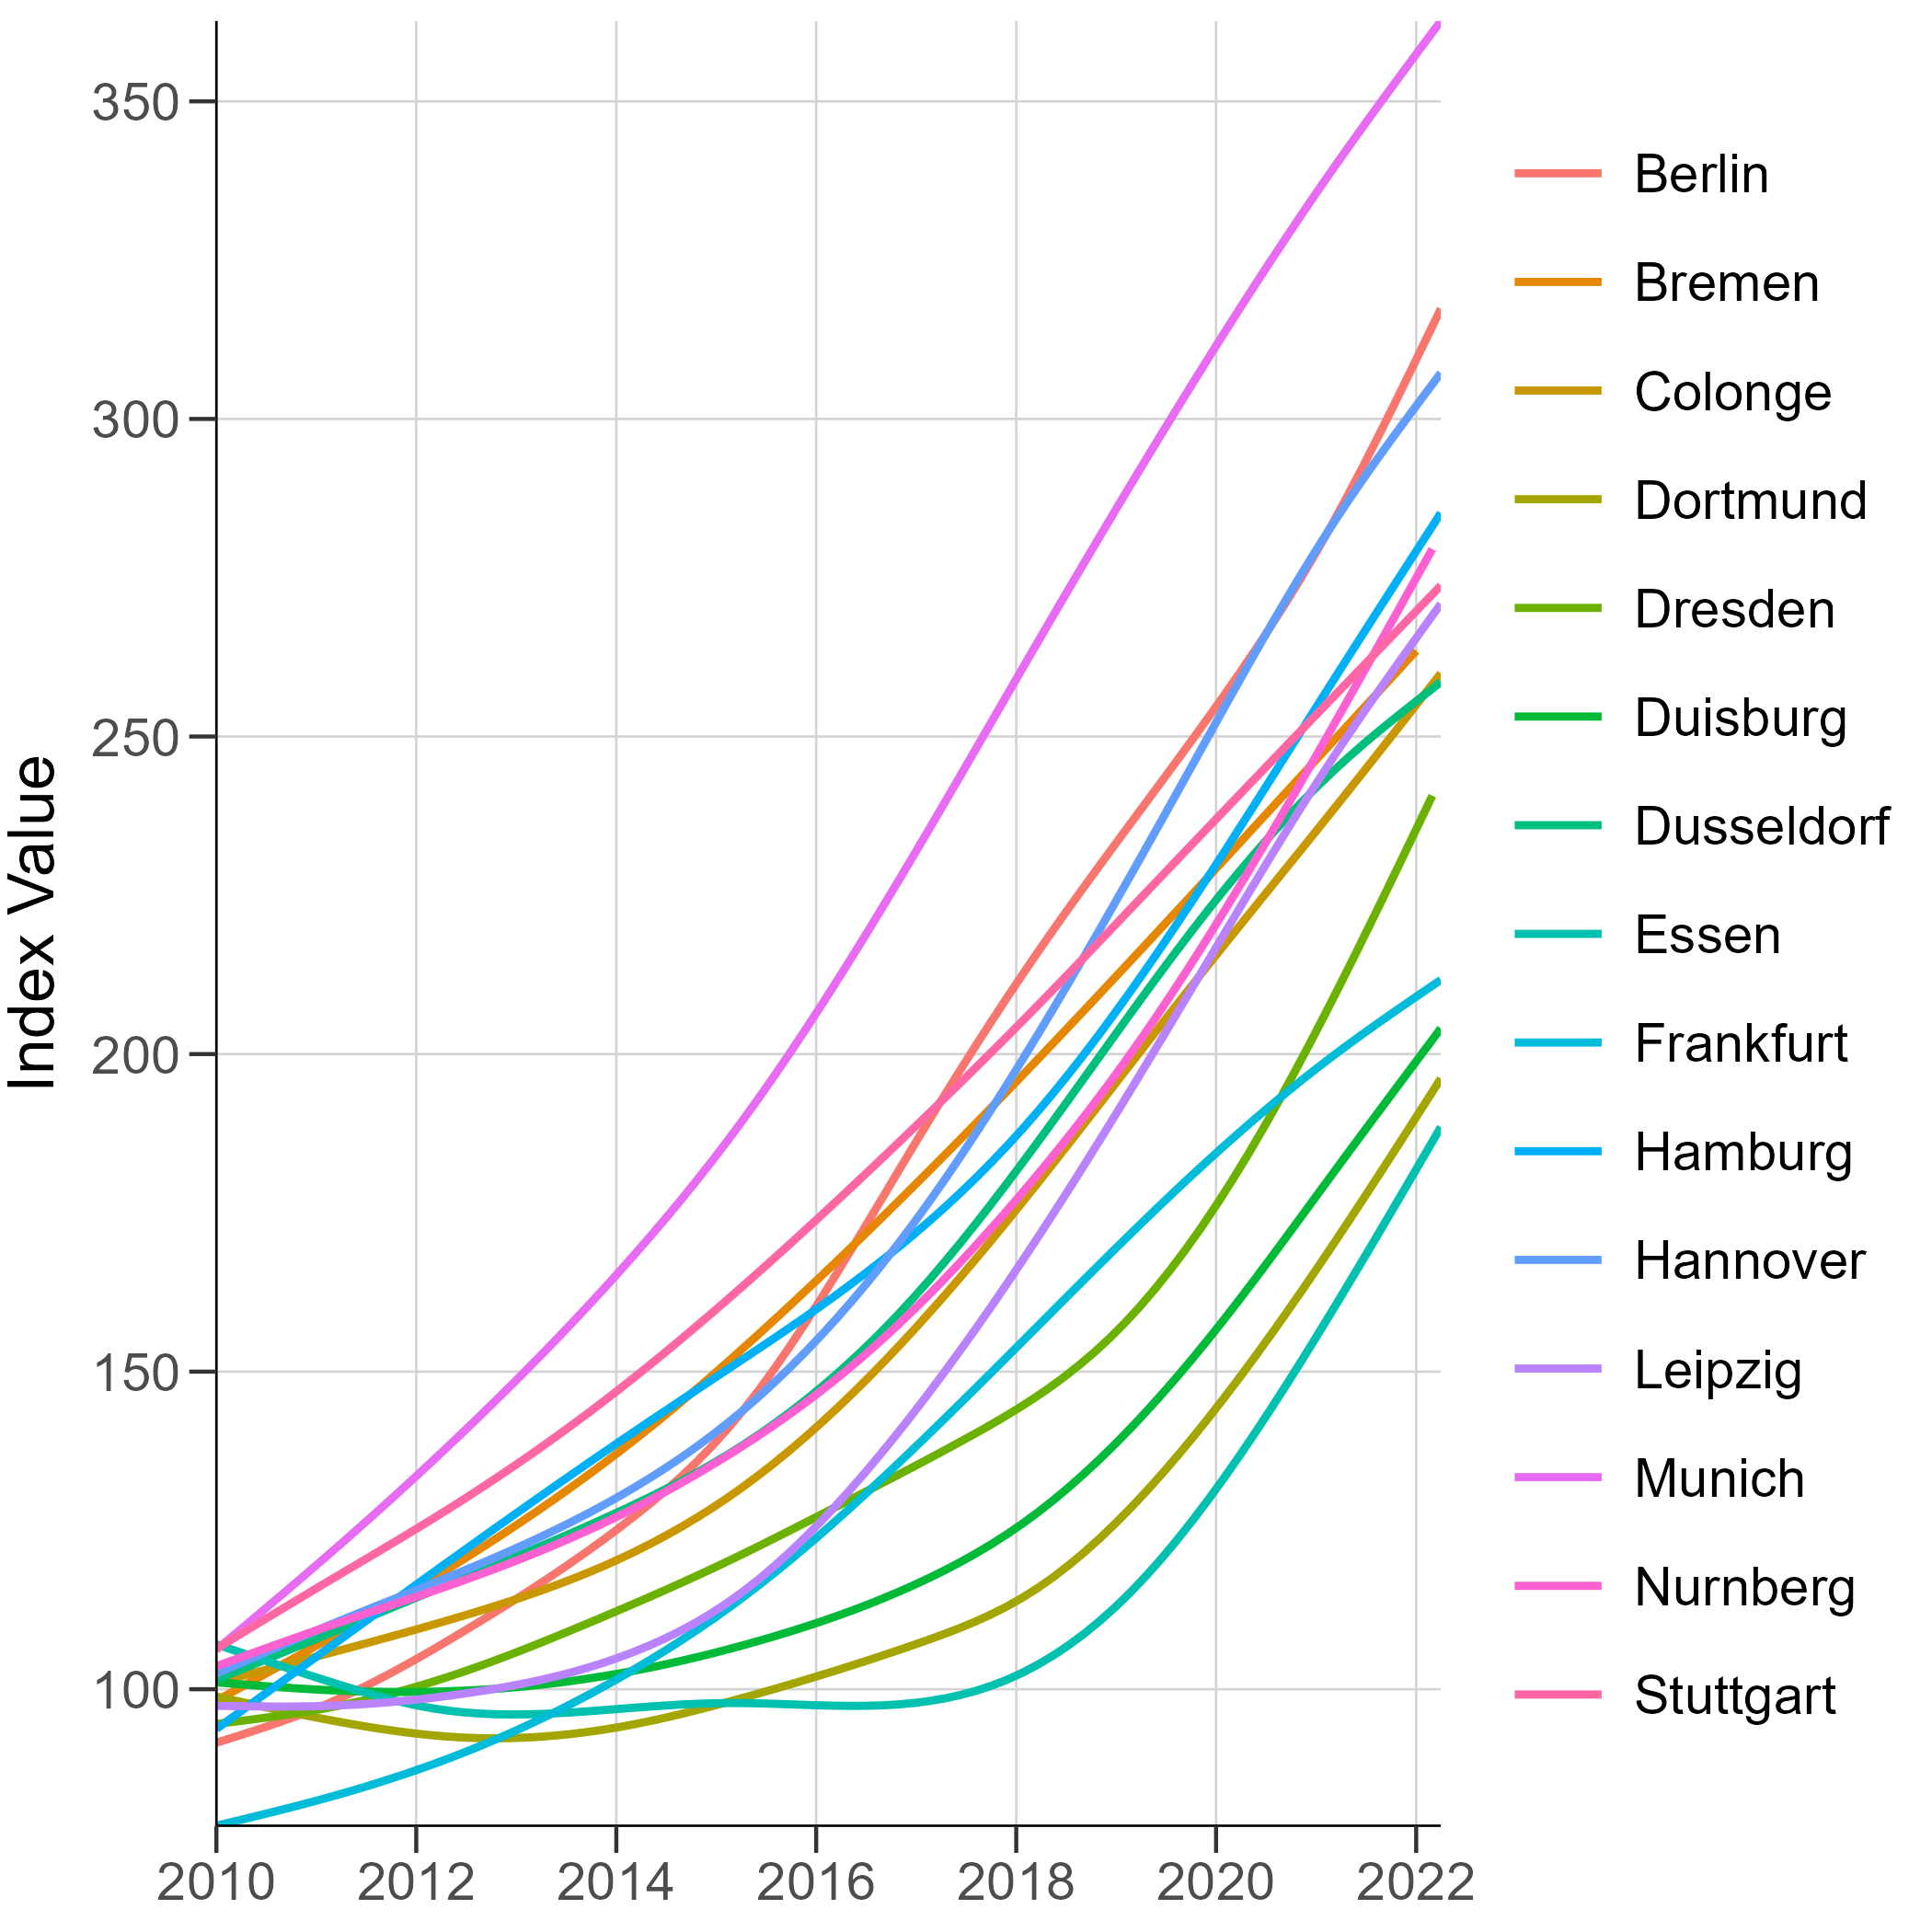 Index Value
350
300
250
200
150
100
2010 2012 2014 2016 2018 2020 2022
Berlin
Bremen
Colonge
Dortmund
Dresden
Duisburg
Dusseldorf
Essen
Frankfurt
Hamburg
Hannover
Leipzig
Munich
Nurnberg
Stuttgart